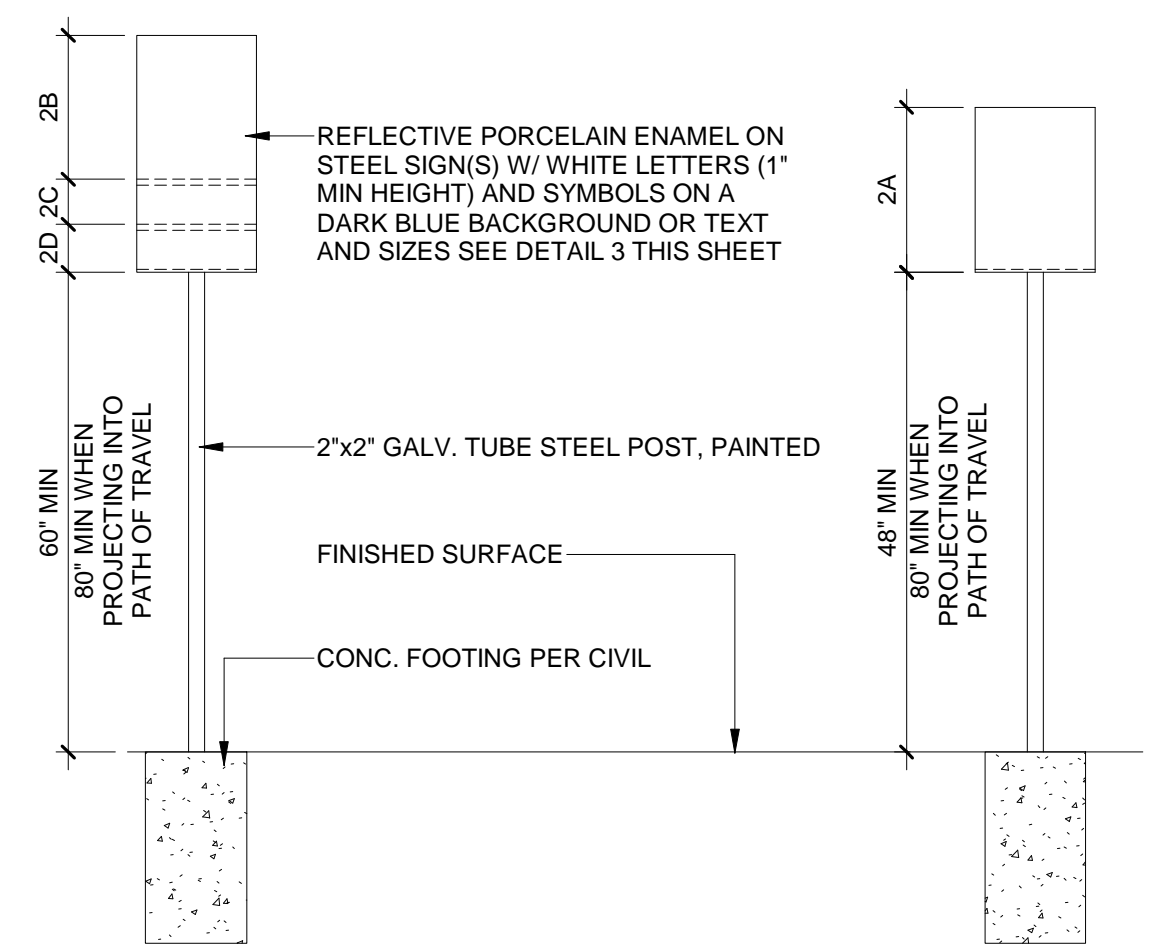 2B
2C
2D
REFLECTIVE PORCELAIN ENAMEL ON
STEEL SIGN(S) W/ WHITE LETTERS (1"
MIN HEIGHT) AND SYMBOLS ON A
DARK BLUE BACKGROUND OR TEXT
AND SIZES SEE DETAIL 3 THIS SHEET
2A
60" MIN
80" MIN WHEN
PROJECTING INTO
PATH OF TRAVEL
2"x2" GALV. TUBE STEEL POST, PAINTED
FINISHED SURFACE
CONC. FOOTING PER CIVIL
48" MIN
80" MIN WHEN
PROJECTING INTO
PATH OF TRAVEL